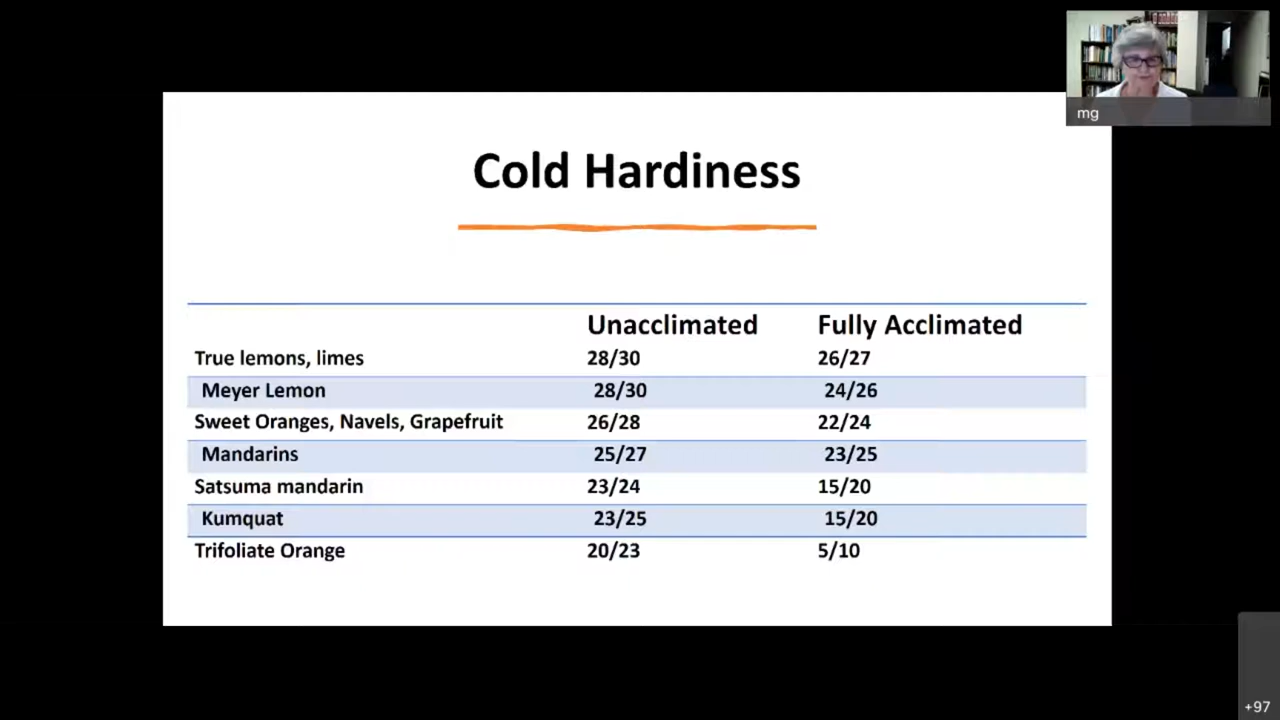 mg
Cold Hardiness
Unacclimated Fully Acclimated
True lemons, limes 28/30 26/27
Meyer Lemon 28/30 24/26
Sweet Oranges, Navels, Grapefruit 26/28 22/24
Mandarins 25/27 23/25
Satsuma mandarin 23/24 15/20
Kumquat 23/25 15/20
Trifoliate Orange 20/23 5/10
+97